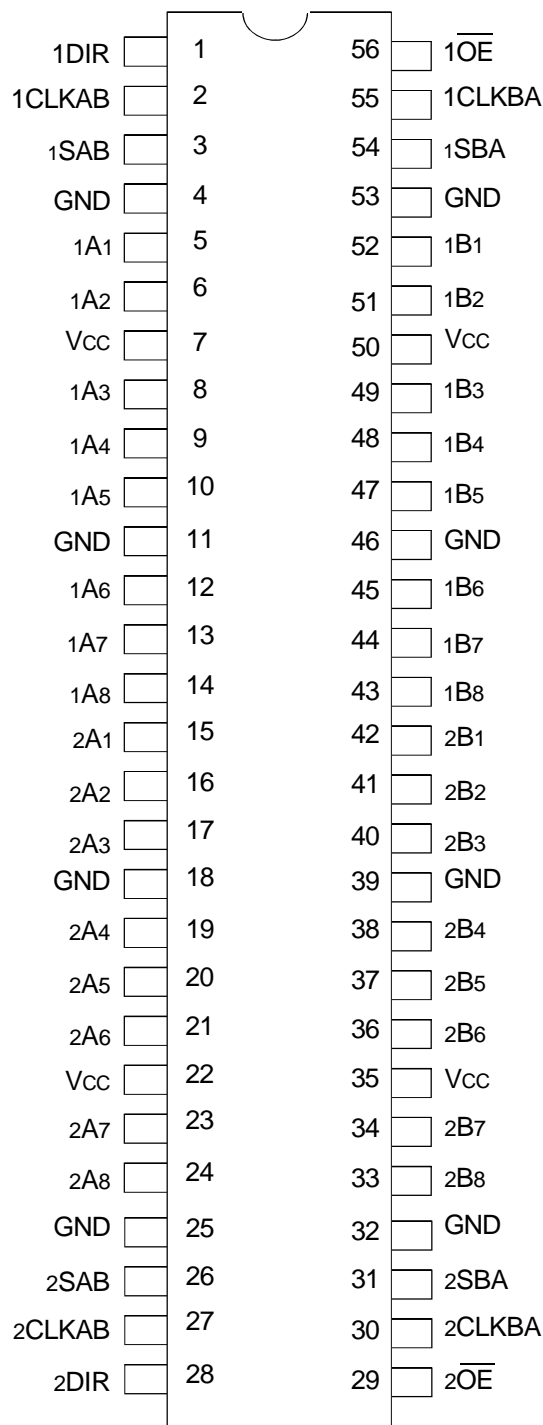 1DIR 1 56 1O̅E̅
1CLKAB 2 55 1CLKBA
1SAB 3 54 1SBA
GND 4 53 GND
1A1 5 52 1B1
1A2 6 51 1B2
VCC 7 50 VCC
1A3 8 49 1B3
1A4 9 48 1B4
1A5 10 47 1B5
GND 11 46 GND
1A6 12 45 1B6
1A7 13 44 1B7
1A8 14 43 1B8
2A1 15 42 2B1
2A2 16 41 2B2
2A3 17 40 2B3
GND 18 39 GND
2A4 19 38 2B4
2A5 20 37 2B5
2A6 21 36 2B6
VCC 22 35 VCC
2A7 23 34 2B7
2A8 24 33 2B8
GND 25 32 GND
2SAB 26 31 2SBA
2CLKAB 27 30 2CLKBA
2DIR 28 29 2O̅E̅